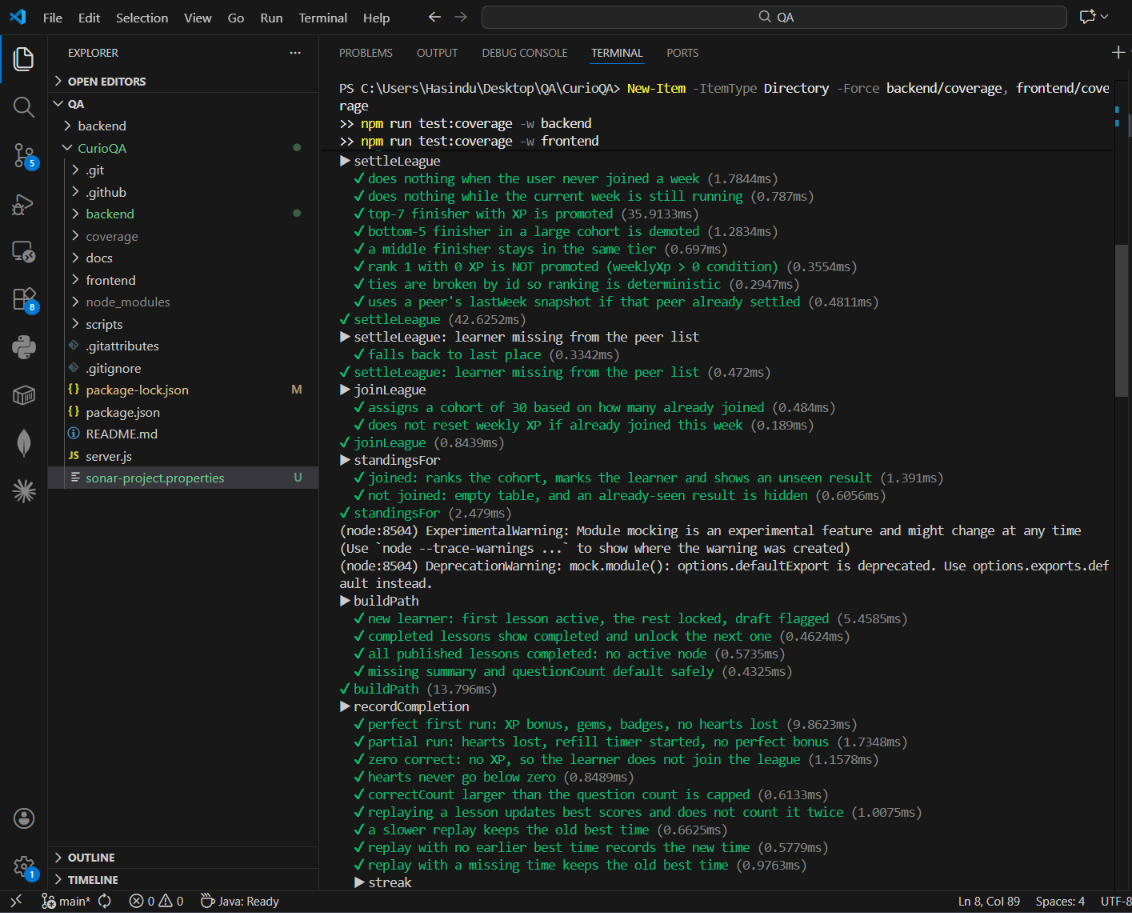 File Edit Selection View Go Run Terminal Help
QA
EXPLORER
PROBLEMS OUTPUT DEBUG CONSOLE TERMINAL PORTS
OPEN EDITORS
QA
backend
CurioQA
.git
.github
backend
coverage
docs
frontend
node_modules
scripts
.gitattributes
.gitignore
package-lock.json M
package.json
README.md
server.js
sonar-project.properties U
OUTLINE
TIMELINE
5
8
1
PS C:\Users\Hasindu\Desktop\QA\CurioQA> New-Item -ItemType Directory -Force backend/coverage, frontend/cove
rage
>> npm run test:coverage -w backend
>> npm run test:coverage -w frontend
▶ settleLeague
✓ does nothing when the user never joined a week (1.7844ms)
✓ does nothing while the current week is still running (0.787ms)
✓ top-7 finisher with XP is promoted (35.9133ms)
✓ bottom-5 finisher in a large cohort is demoted (1.2834ms)
✓ a middle finisher stays in the same tier (0.697ms)
✓ rank 1 with 0 XP is NOT promoted (weeklyXp > 0 condition) (0.3554ms)
✓ ties are broken by id so ranking is deterministic (0.2947ms)
✓ uses a peer's lastWeek snapshot if that peer already settled (0.4811ms)
✓ settleLeague (42.6252ms)
▶ settleLeague: learner missing from the peer list
✓ falls back to last place (0.3342ms)
✓ settleLeague: learner missing from the peer list (0.472ms)
▶ joinLeague
✓ assigns a cohort of 30 based on how many already joined (0.484ms)
✓ does not reset weekly XP if already joined this week (0.189ms)
✓ joinLeague (0.8439ms)
▶ standingsFor
✓ joined: ranks the cohort, marks the learner and shows an unseen result (1.391ms)
✓ not joined: empty table, and an already-seen result is hidden (0.6056ms)
✓ standingsFor (2.479ms)
(node:8504) ExperimentalWarning: Module mocking is an experimental feature and might change at any time
(Use `node --trace-warnings ...` to show where the warning was created)
(node:8504) DeprecationWarning: mock.module(): options.defaultExport is deprecated. Use options.exports.def
ault instead.
▶ buildPath
✓ new learner: first lesson active, the rest locked, draft flagged (5.4585ms)
✓ completed lessons show completed and unlock the next one (0.4624ms)
✓ all published lessons completed: no active node (0.5735ms)
✓ missing summary and questionCount default safely (0.4325ms)
✓ buildPath (13.796ms)
▶ recordCompletion
✓ perfect first run: XP bonus, gems, badges, no hearts lost (9.8623ms)
✓ partial run: hearts lost, refill timer started, no perfect bonus (1.7348ms)
✓ zero correct: no XP, so the learner does not join the league (1.1578ms)
✓ hearts never go below zero (0.8489ms)
✓ correctCount larger than the question count is capped (0.6133ms)
✓ replaying a lesson updates best scores and does not count it twice (1.0075ms)
✓ a slower replay keeps the old best time (0.6625ms)
✓ replay with no earlier best time records the new time (0.5779ms)
✓ replay with a missing time keeps the old best time (0.9763ms)
▶ streak
main* 0 0 Java: Ready Ln 8, Col 89 Spaces: 4 UTF-8